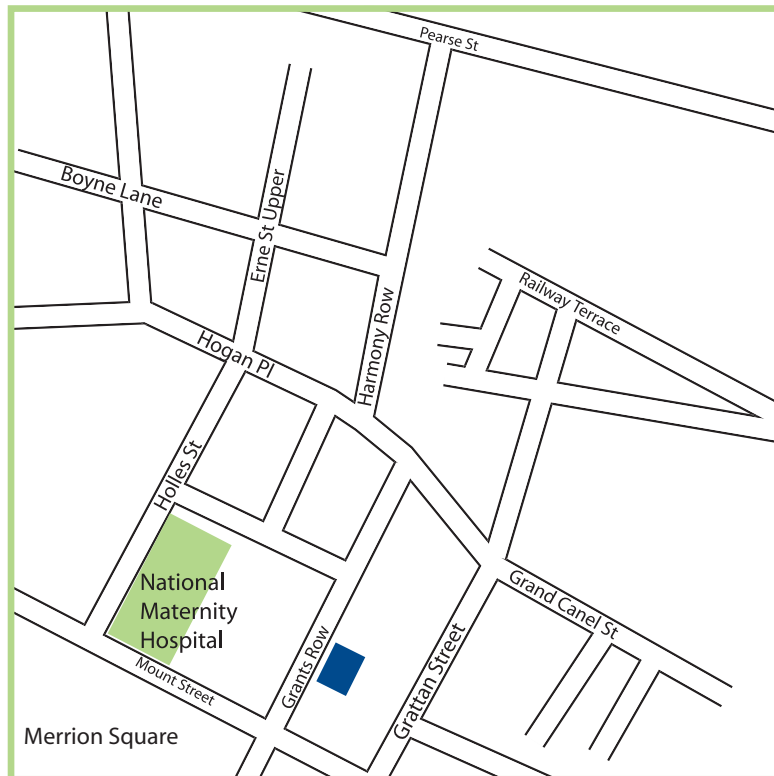 Pearse St
Boyne Lane
Erne St Upper
Railway Terrace
Harmony Row
Hogan Pl
Holles St
National
Maternity
Hospital
Grand Canel St
Grants Row
Grattan Street
Mount Street
Merrion Square